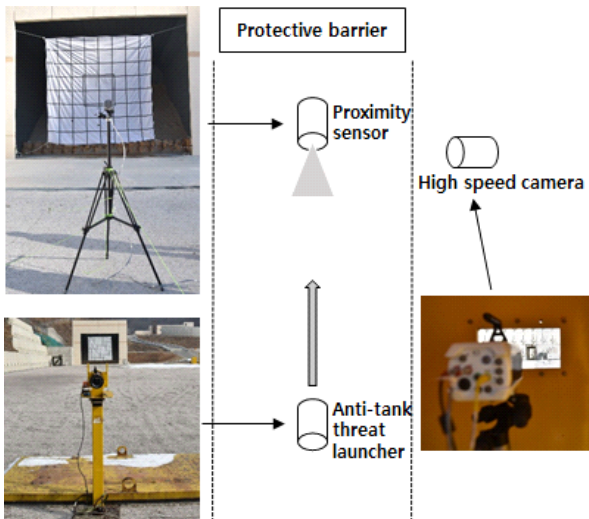 Protective barrier
Proximity
sensor
High speed camera
Anti-tank
threat
launcher